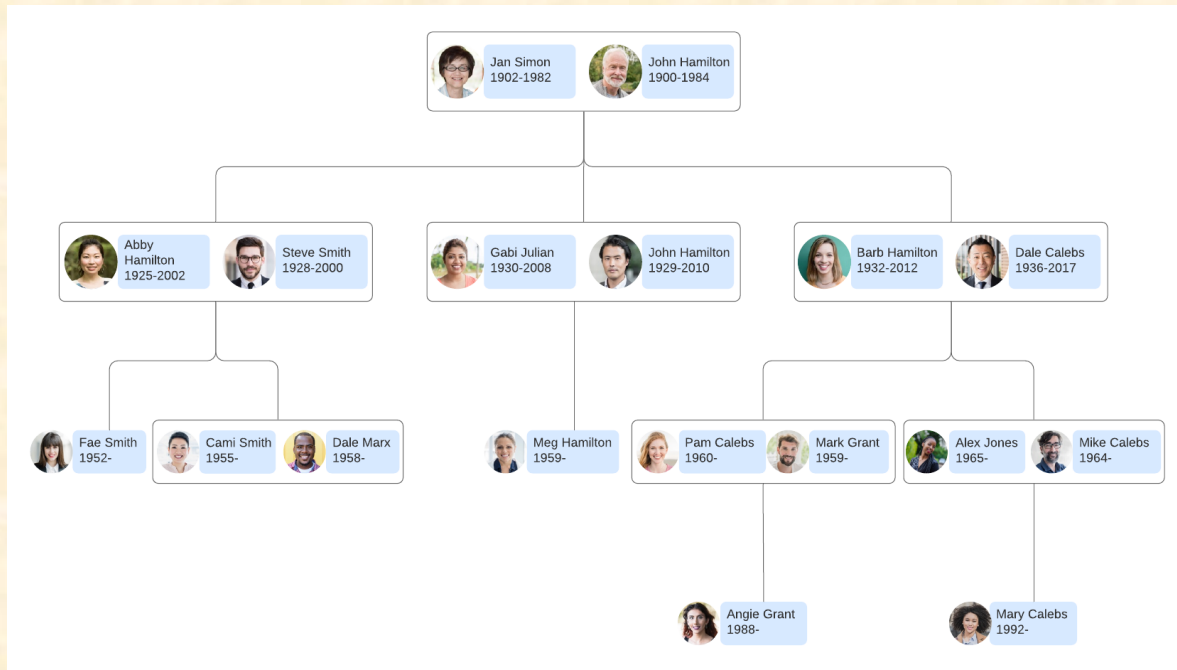 Jan Simon
1902-1982
John Hamilton
1900-1984
Abby
Hamilton
1925-2002
Steve Smith
1928-2000
Gabi Julian
1930-2008
John Hamilton
1929-2010
Barb Hamilton
1932-2012
Dale Calebs
1936-2017
Fae Smith
1952-
Cami Smith
1955-
Dale Marx
1958-
Meg Hamilton
1959-
Pam Calebs
1960-
Mark Grant
1959-
Alex Jones
1965-
Mike Calebs
1964-
Angie Grant
1988-
Mary Calebs
1992-